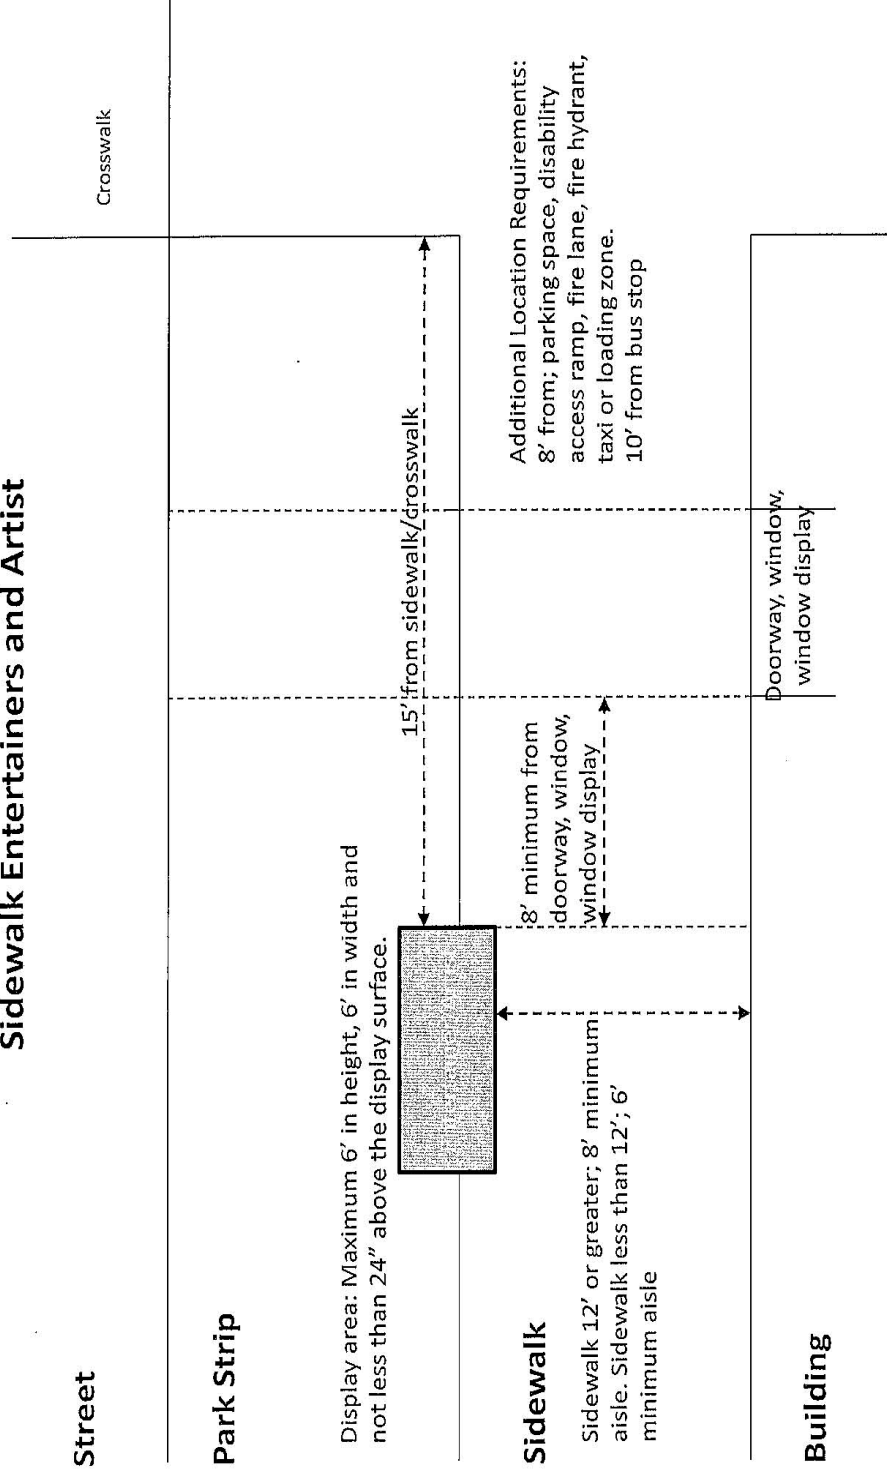 Sidewalk Entertainers and Artist
Street
Crosswalk
Park Strip
Display area: Maximum 6’ in height, 6’ in width and
not less than 24” above the display surface.
15’ from sidewalk/crosswalk
Sidewalk
8’ minimum from
doorway, window,
window display
Additional Location Requirements:
8’ from; parking space, disability
access ramp, fire lane, fire hydrant,
taxi or loading zone.
10’ from bus stop
Sidewalk 12’ or greater; 8’ minimum
aisle. Sidewalk less than 12’; 6’
minimum aisle
Doorway, window,
window display
Building